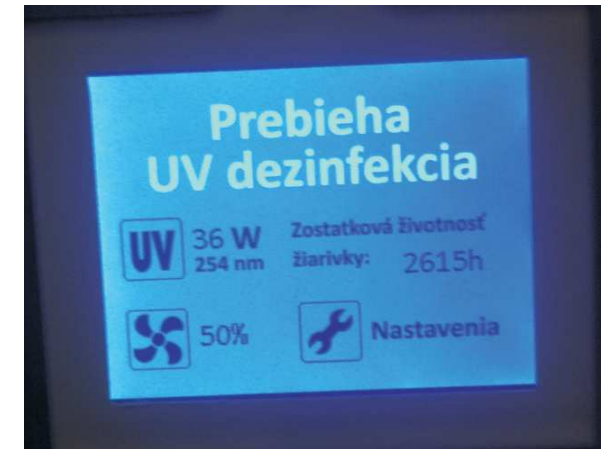 Prebieha
UV dezinfekcia
UV 36 W
254 nm
Zostatková životnosť
žiarivky: 2615h
50%
Nastavenia